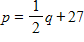 p = 1/2 q + 27